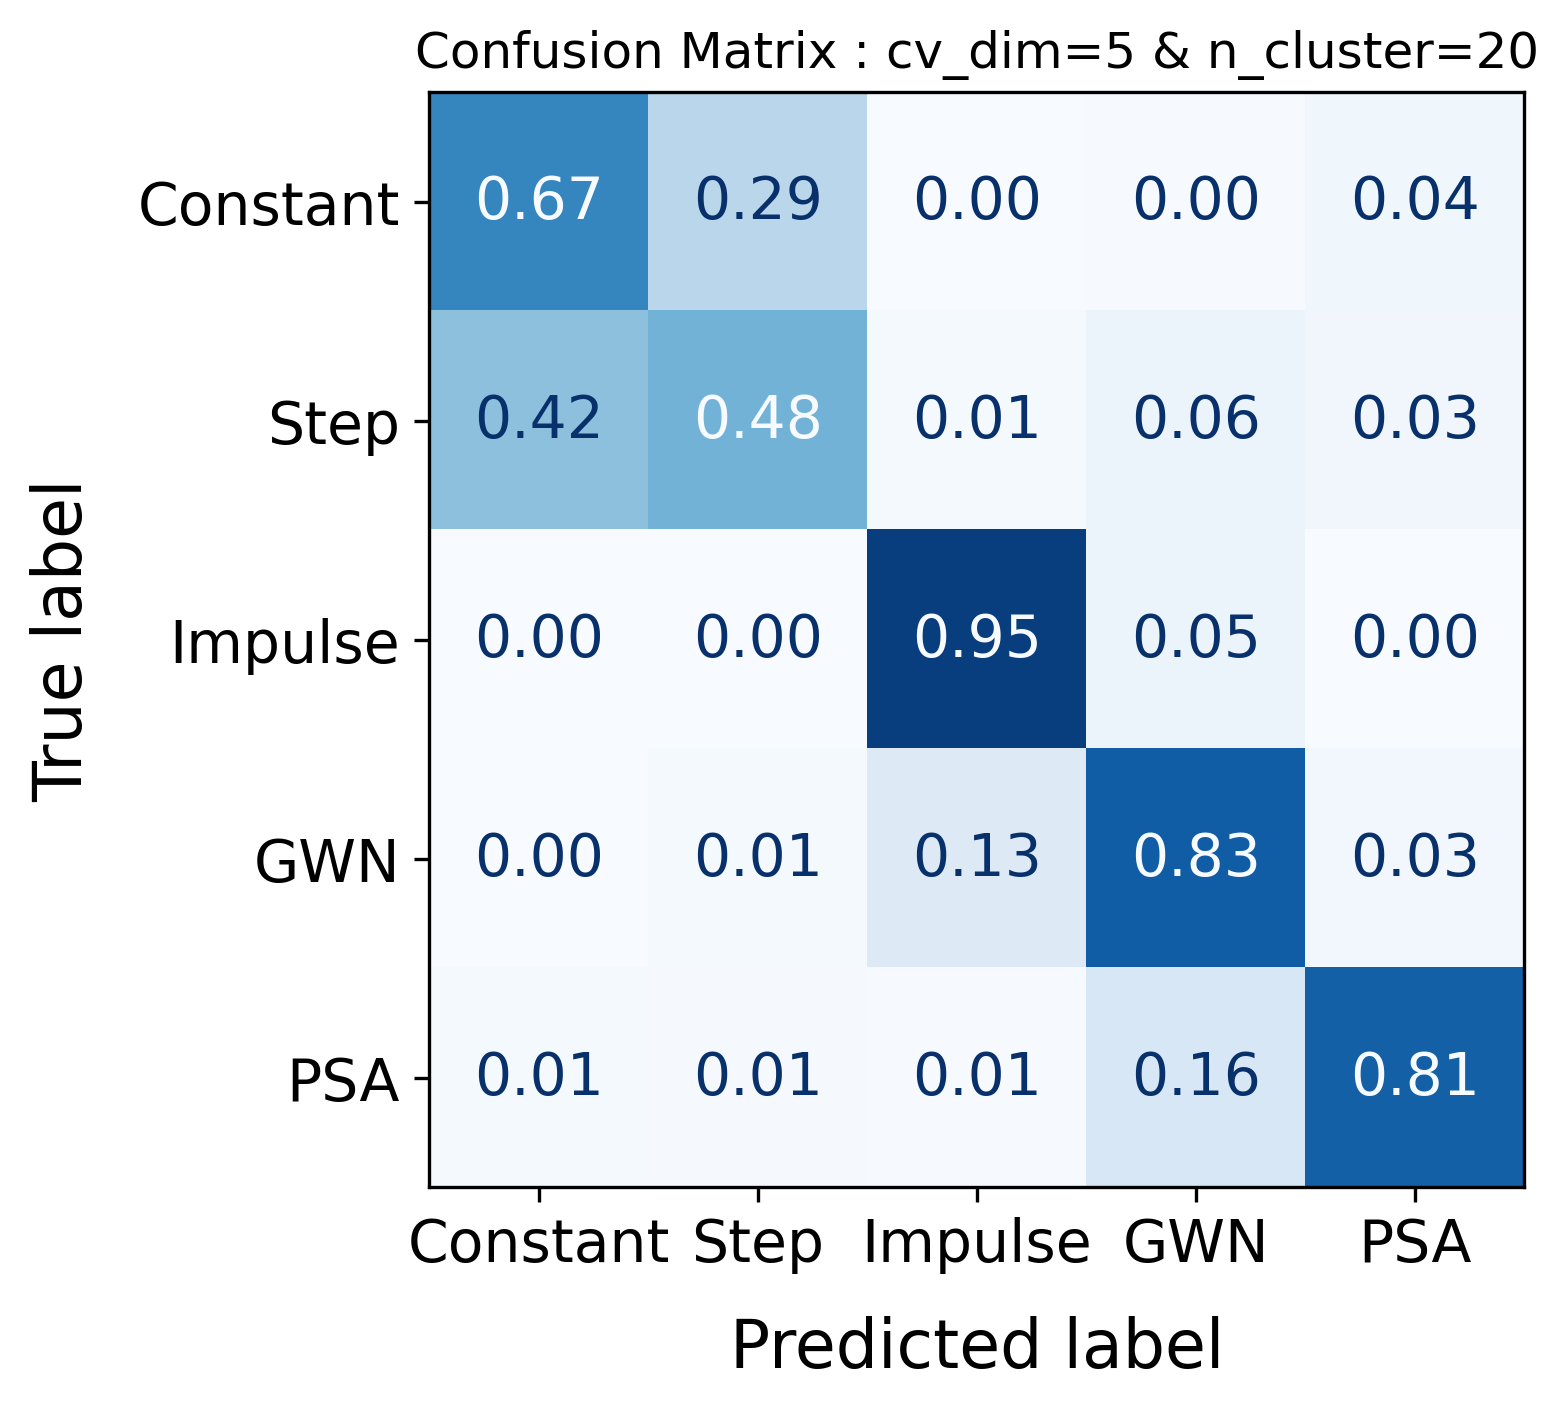 Confusion Matrix : cv_dim=5 & n_cluster=20
True label
Constant 0.67 0.29 0.00 0.00 0.04
Step 0.42 0.48 0.01 0.06 0.03
Impulse 0.00 0.00 0.95 0.05 0.00
GWN 0.00 0.01 0.13 0.83 0.03
PSA 0.01 0.01 0.01 0.16 0.81
Constant Step Impulse GWN PSA
Predicted label